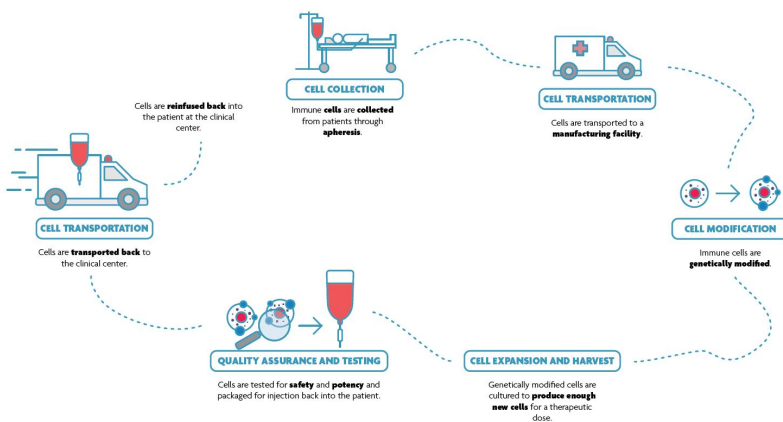 CELL COLLECTION
Immune cells are collected
from patients through
apheresis.
CELL TRANSPORTATION
Cells are transported to a
manufacturing facility.
CELL MODIFICATION
Immune cells are
genetically modified.
CELL EXPANSION AND HARVEST
Genetically modified cells are
cultured to produce enough
new cells for a therapeutic
dose.
QUALITY ASSURANCE AND TESTING
Cells are tested for safety and potency and
packaged for injection back into the patient.
CELL TRANSPORTATION
Cells are transported back to
the clinical center.
Cells are reinfused back into
the patient at the clinical
center.